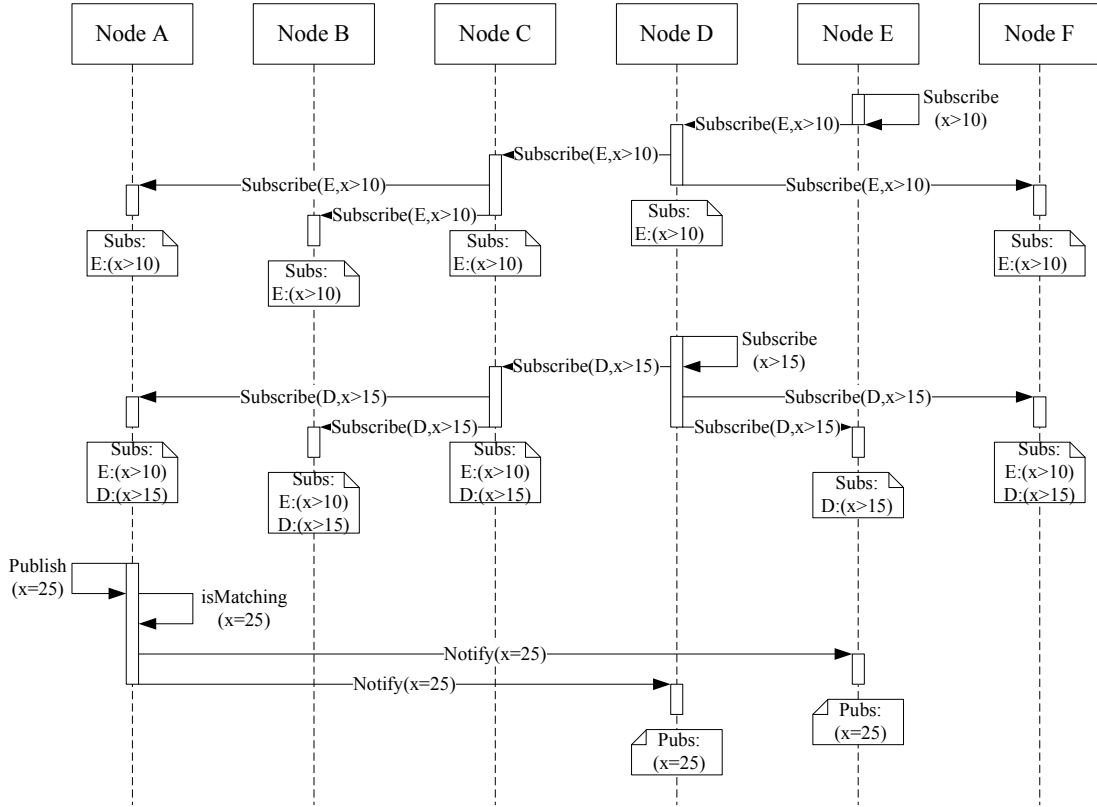 Node A
Node B
Node C
Node D
Node E
Node F
Subscribe
(x>10)
Subscribe(E,x>10)
Subscribe(E,x>10)
Subscribe(E,x>10)
Subscribe(E,x>10)
Subscribe(E,x>10)
Subs:
E:(x>10)
Subs:
E:(x>10)
Subs:
E:(x>10)
Subs:
E:(x>10)
Subs:
E:(x>10)
Subscribe
(x>15)
Subscribe(D,x>15)
Subscribe(D,x>15)
Subscribe(D,x>15)
Subscribe(D,x>15)
Subscribe(D,x>15)
Subs:
E:(x>10)
D:(x>15)
Subs:
E:(x>10)
D:(x>15)
Subs:
E:(x>10)
D:(x>15)
Subs:
D:(x>15)
Subs:
E:(x>10)
D:(x>15)
Publish
(x=25)
isMatching
(x=25)
Notify(x=25)
Notify(x=25)
Pubs:
(x=25)
Pubs:
(x=25)